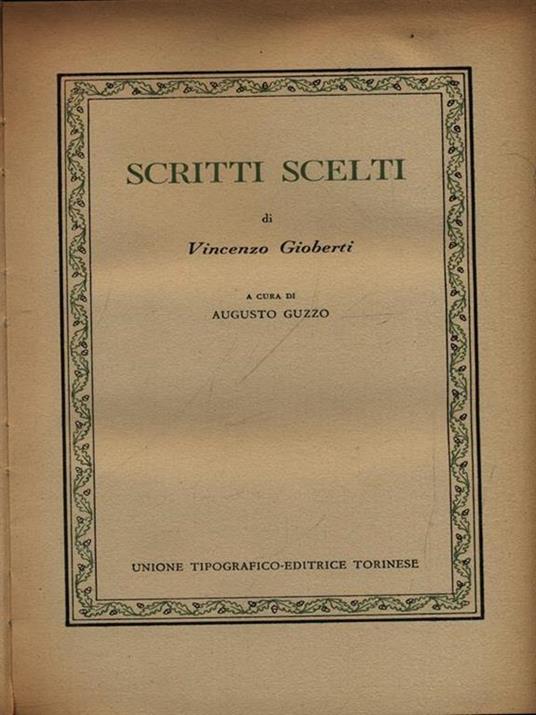 SCRITTI SCELTI
di
Vincenzo Gioberti
A CURA DI
AUGUSTO GUZZO
UNIONE TIPOGRAFICO-EDITRICE TORINESE